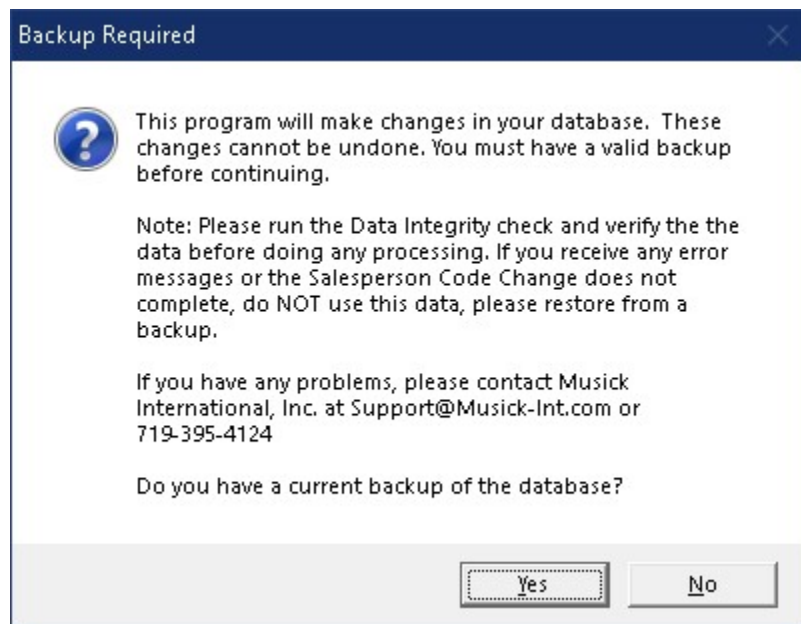 Backup Required
This program will make changes in your database. These
changes cannot be undone. You must have a valid backup
before continuing.
Note: Please run the Data Integrity check and verify the the
data before doing any processing. If you receive any error
messages or the Salesperson Code Change does not
complete, do NOT use this data, please restore from a
backup.
If you have any problems, please contact Musick
International, Inc. at Support@Musick-Int.com or
719-395-4124
Do you have a current backup of the database?
Yes No